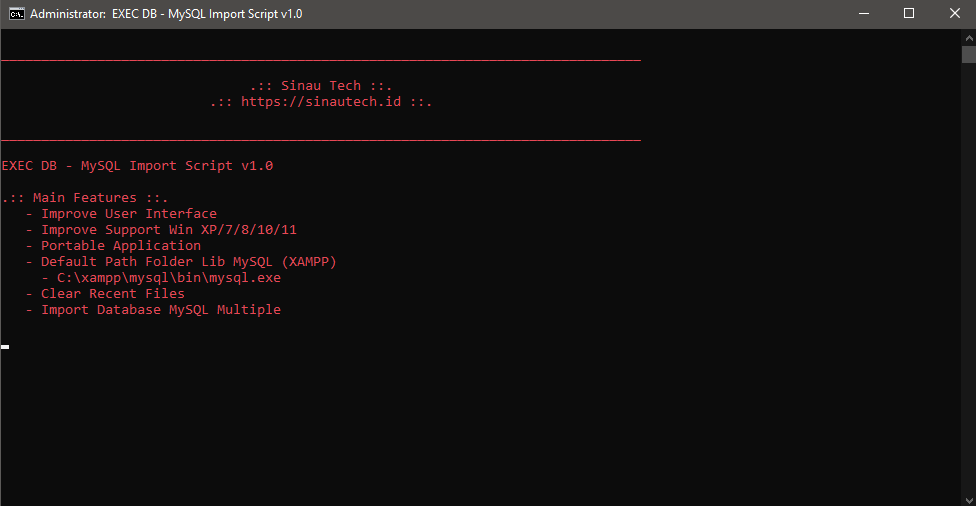 Administrator:  EXEC DB - MySQL Import Script v1.0
.:: Sinau Tech ::.
.:: https://sinautech.id ::.
EXEC DB - MySQL Import Script v1.0
.:: Main Features ::.
- Improve User Interface
- Improve Support Win XP/7/8/10/11
- Portable Application
- Default Path Folder Lib MySQL (XAMPP)
- C:\xampp\mysql\bin\mysql.exe
- Clear Recent Files
- Import Database MySQL Multiple